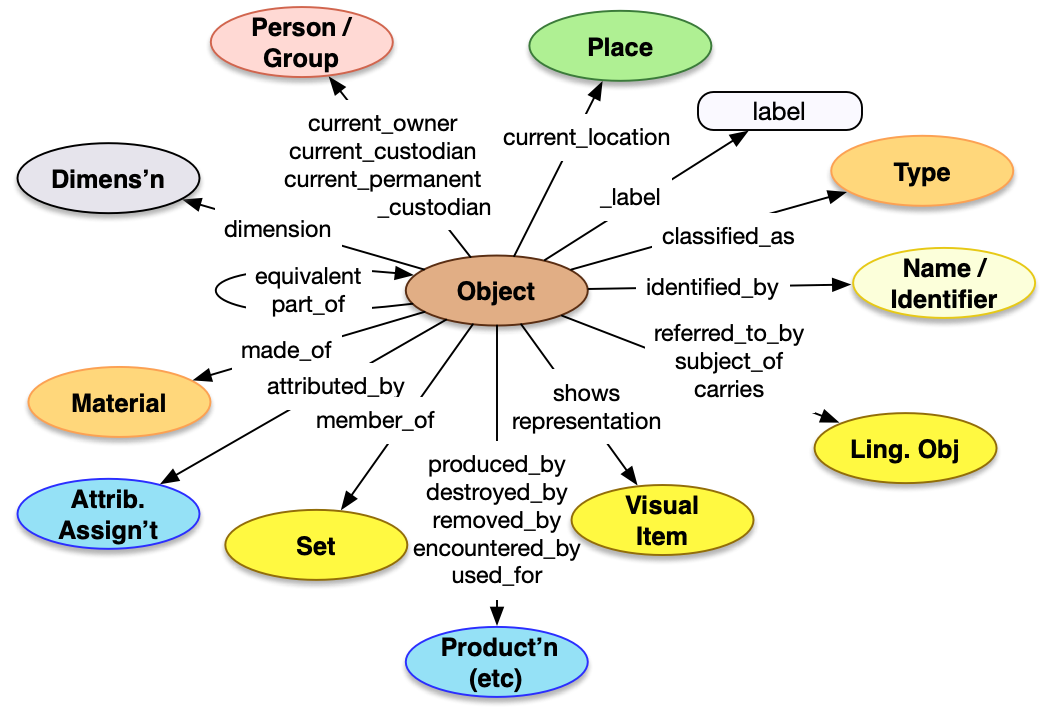 Person /
Group
Place
label
current_owner
current_custodian
current_permanent
_custodian
current_location
Dimens’n
Type
_label
dimension
classified_as
equivalent
part_of
Object
identified_by
Name /
Identifier
made_of
referred_to_by
subject_of
carries
Material
attributed_by
member_of
shows
representation
Ling. Obj
Attrib.
Assign’t
Set
produced_by
destroyed_by
removed_by
encountered_by
used_for
Visual
Item
Product’n
(etc)